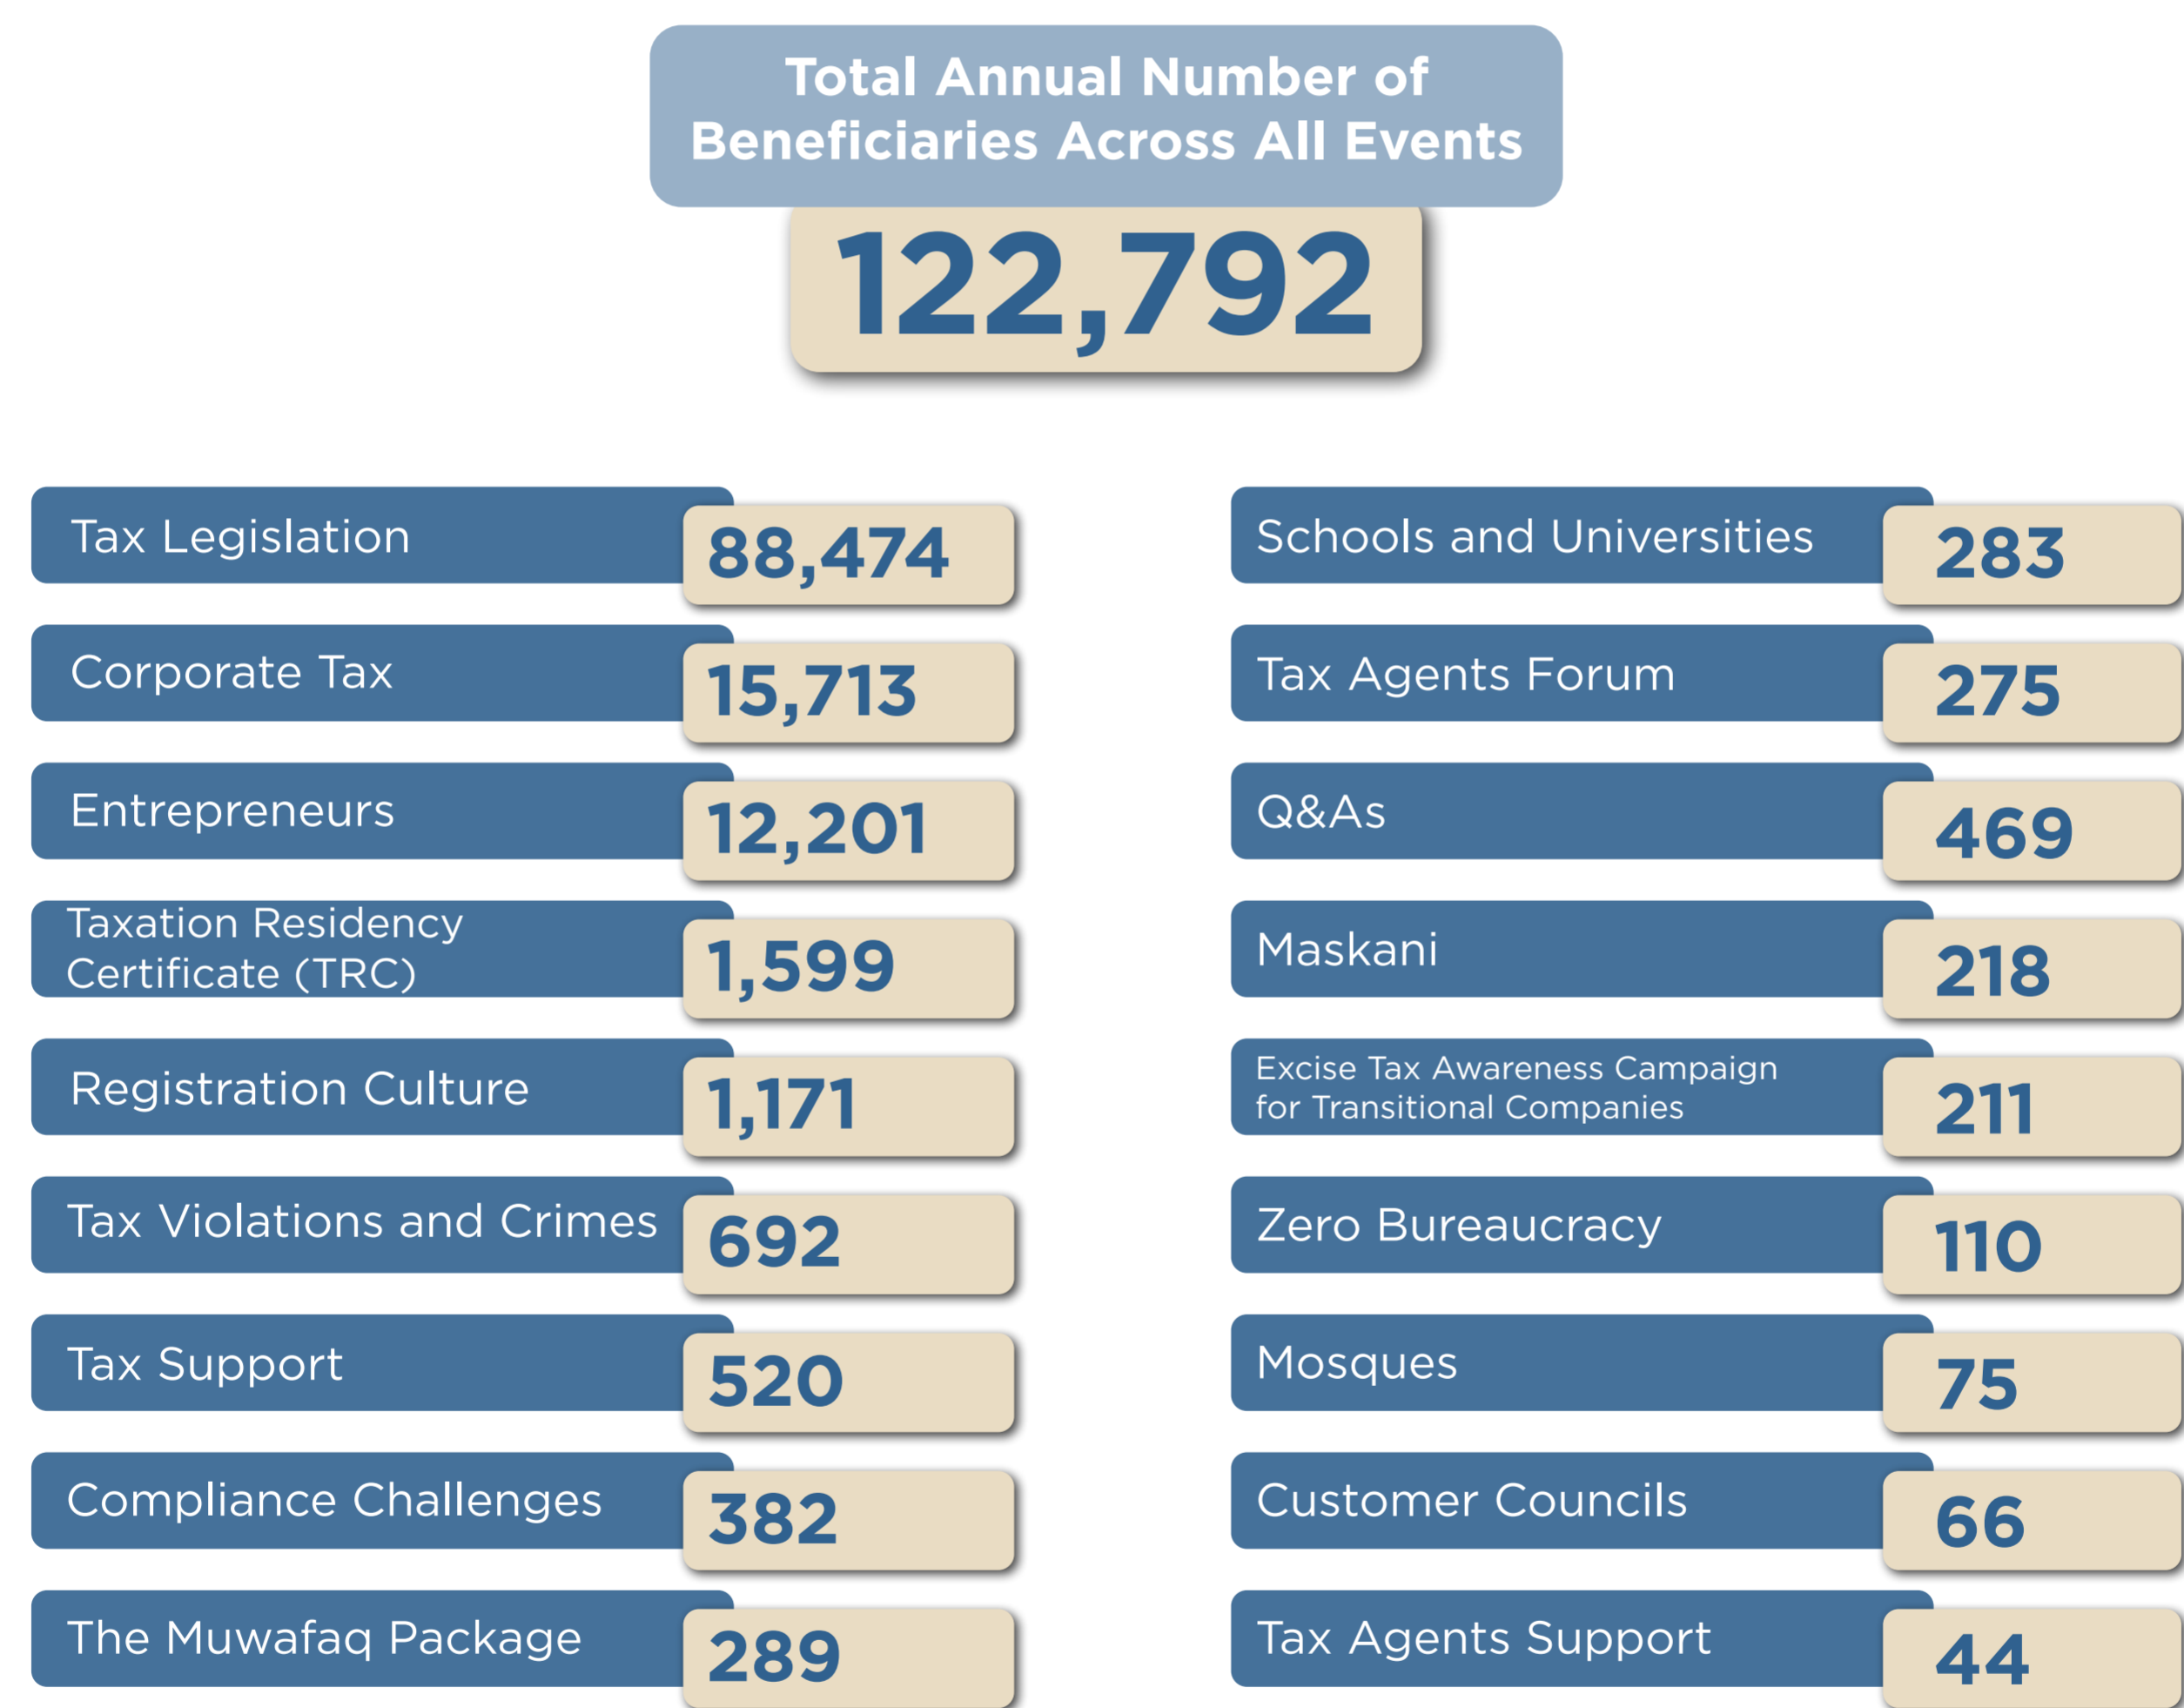 Total Annual Number of
Beneficiaries Across All Events
122,792
Tax Legislation
88,474
Corporate Tax
15,713
Entrepreneurs
12,201
Taxation Residency
Certificate (TRC)
1,599
Registration Culture
1,171
Tax Violations and Crimes
692
Tax Support
520
Compliance Challenges
382
The Muwafaq Package
289
Schools and Universities
283
Tax Agents Forum
275
Q&As
469
Maskani
218
Excise Tax Awareness Campaign
for Transitional Companies
211
Zero Bureaucracy
110
Mosques
75
Customer Councils
66
Tax Agents Support
44